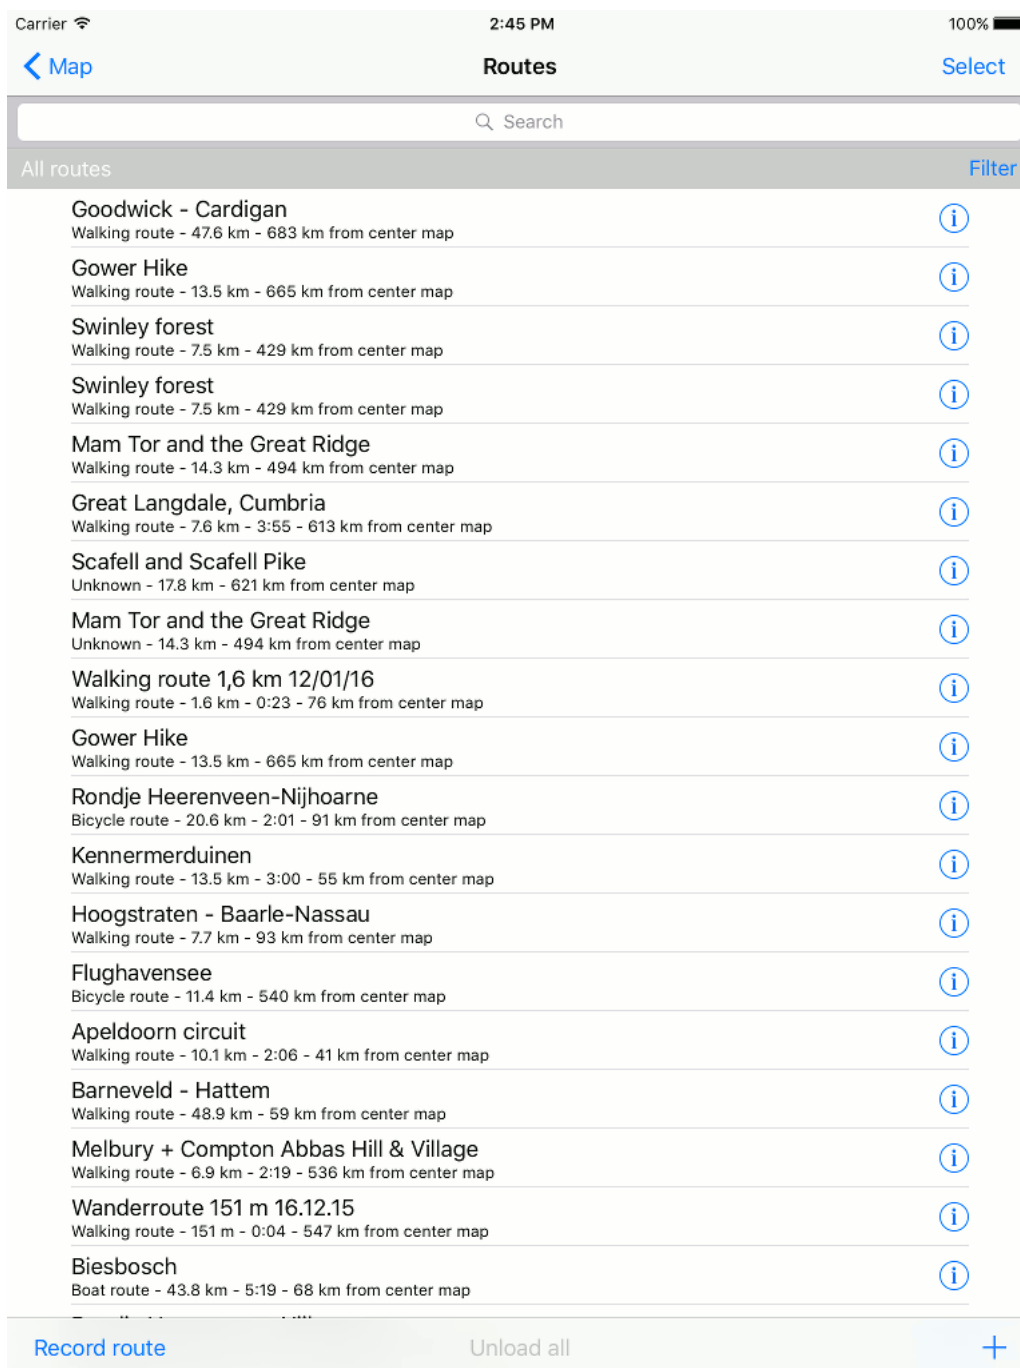 Carrier 2:45 PM 100%
Map Routes Select
Search
All routes Filter
Goodwick - Cardigan
Walking route - 47.6 km - 683 km from center map
Gower Hike
Walking route - 13.5 km - 665 km from center map
Swinley forest
Walking route - 7.5 km - 429 km from center map
Swinley forest
Walking route - 7.5 km - 429 km from center map
Mam Tor and the Great Ridge
Walking route - 14.3 km - 494 km from center map
Great Langdale, Cumbria
Walking route - 7.6 km - 3:55 - 613 km from center map
Scafell and Scafell Pike
Unknown - 17.8 km - 621 km from center map
Mam Tor and the Great Ridge
Unknown - 14.3 km - 494 km from center map
Walking route 1,6 km 12/01/16
Walking route - 1.6 km - 0:23 - 76 km from center map
Gower Hike
Walking route - 13.5 km - 665 km from center map
Rondje Heerenveen-Nijhoarne
Bicycle route - 20.6 km - 2:01 - 91 km from center map
Kennermerduinen
Walking route - 13.5 km - 3:00 - 55 km from center map
Hoogstraten - Baarle-Nassau
Walking route - 7.7 km - 93 km from center map
Flughavensee
Bicycle route - 11.4 km - 540 km from center map
Apeldoorn circuit
Walking route - 10.1 km - 2:06 - 41 km from center map
Barneveld - Hattem
Walking route - 48.9 km - 59 km from center map
Melbury + Compton Abbas Hill & Village
Walking route - 6.9 km - 2:19 - 536 km from center map
Wanderroute 151 m 16.12.15
Walking route - 151 m - 0:04 - 547 km from center map
Biesbosch
Boat route - 43.8 km - 5:19 - 68 km from center map
Record route Unload all +